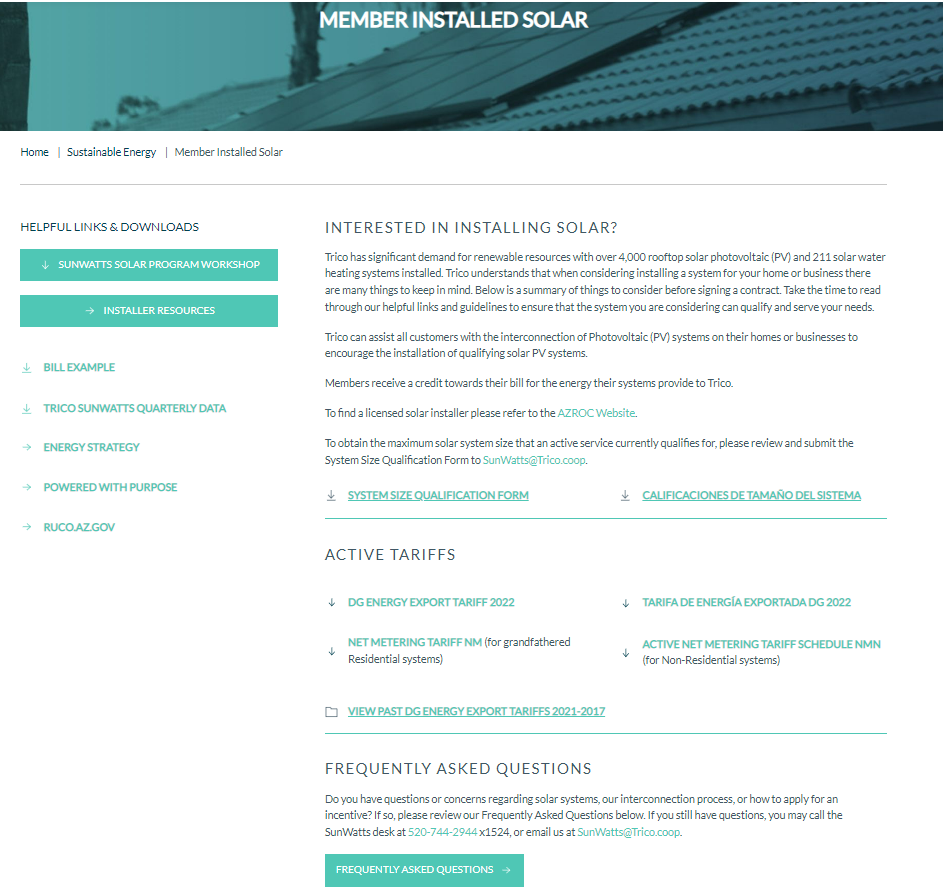 MEMBER INSTALLED SOLAR
Home | Sustainable Energy | Member Installed Solar
HELPFUL LINKS & DOWNLOADS
SUNWATTS SOLAR PROGRAM WORKSHOP
INSTALLER RESOURCES
BILL EXAMPLE
TRICO SUNWATTS QUARTERLY DATA
ENERGY STRATEGY
POWERED WITH PURPOSE
RUCO.AZ.GOV
INTERESTED IN INSTALLING SOLAR?
Trico has significant demand for renewable resources with over 4,000 rooftop solar photovoltaic (PV) and 211 solar water
heating systems installed. Trico understands that when considering installing a system for your home or business there
are many things to keep in mind. Below is a summary of things to consider before signing a contract. Take the time to read
through our helpful links and guidelines to ensure that the system you are considering can qualify and serve your needs.
Trico can assist all customers with the interconnection of Photovoltaic (PV) systems on their homes or businesses to
encourage the installation of qualifying solar PV systems.
Members receive a credit towards their bill for the energy their systems provide to Trico.
To find a licensed solar installer please refer to the AZROC Website.
To obtain the maximum solar system size that an active service currently qualifies for, please review and submit the
System Size Qualification Form to SunWatts@Trico.coop.
SYSTEM SIZE QUALIFICATION FORM
CALIFICACIONES DE TAMAÑO DEL SISTEMA
ACTIVE TARIFFS
DG ENERGY EXPORT TARIFF 2022
TARIFA DE ENERGÍA EXPORTADA DG 2022
NET METERING TARIFF NM (for grandfathered
Residential systems)
ACTIVE NET METERING TARIFF SCHEDULE NMN
(for Non-Residential systems)
VIEW PAST DG ENERGY EXPORT TARIFFS 2021-2017
FREQUENTLY ASKED QUESTIONS
Do you have questions or concerns regarding solar systems, our interconnection process, or how to apply for an
incentive? If so, please review our Frequently Asked Questions below. If you still have questions, you may call the
SunWatts desk at 520-744-2944 x1524, or email us at SunWatts@Trico.coop.
FREQUENTLY ASKED QUESTIONS